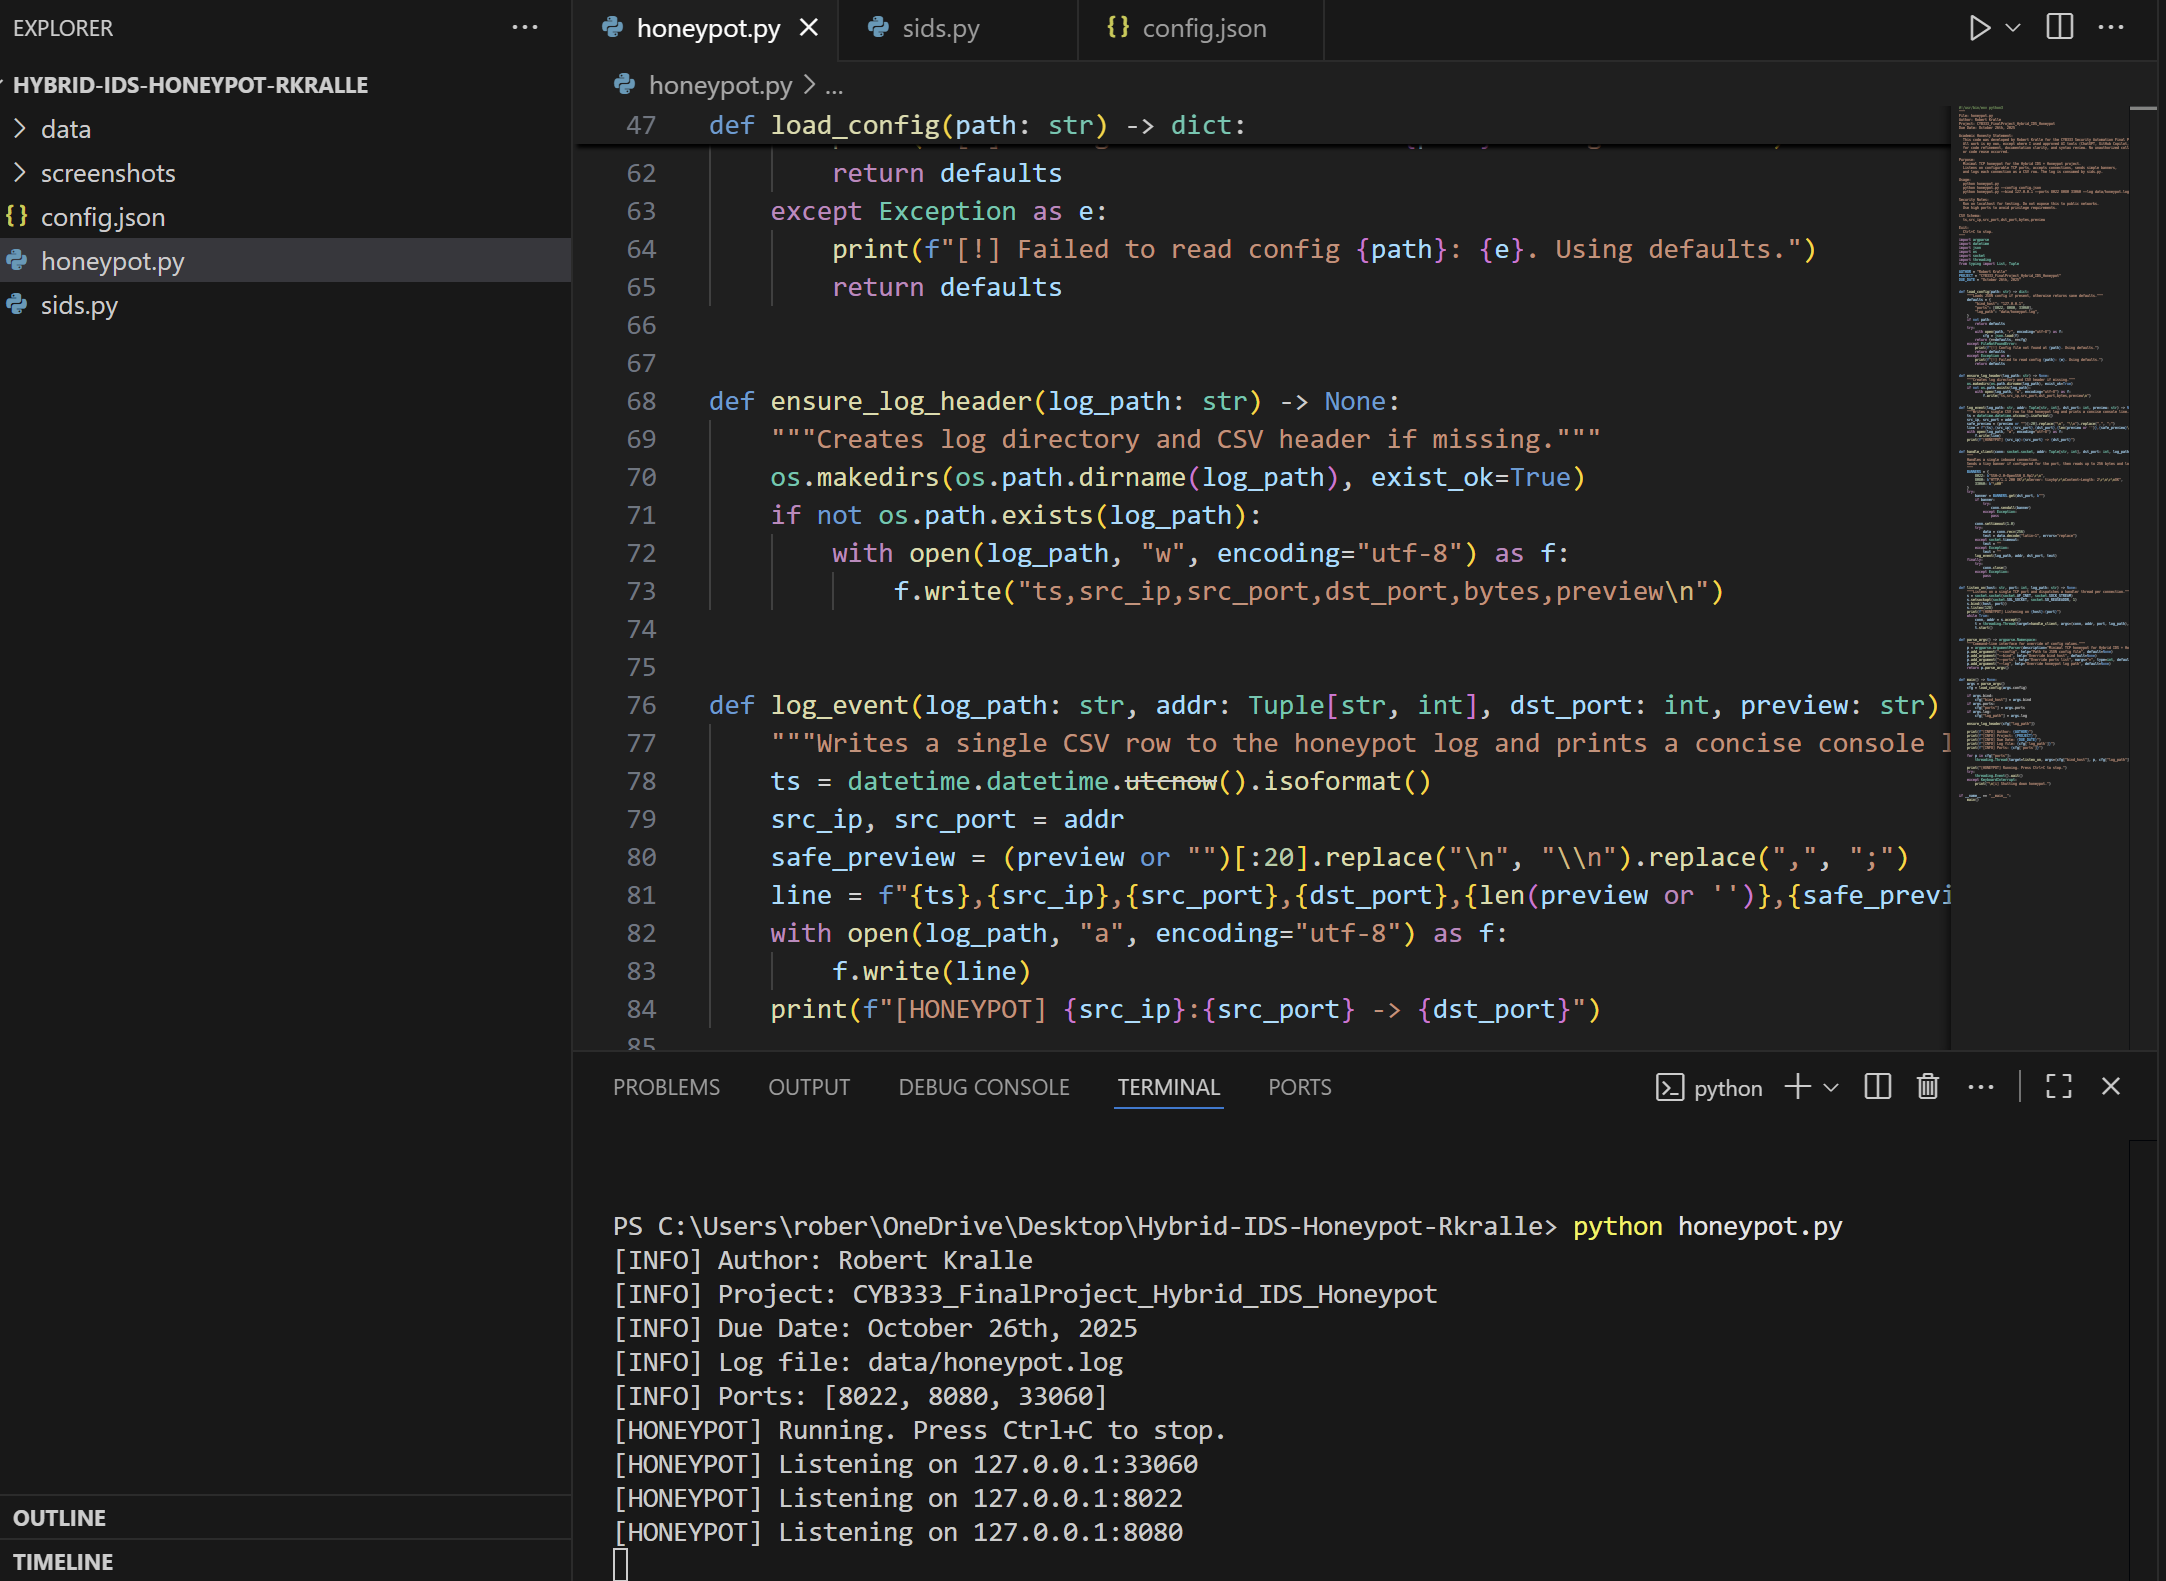 EXPLORER
HYBRID-IDS-HONEYPOT-RKRALLE
data
screenshots
config.json
honeypot.py
sids.py
OUTLINE
TIMELINE
honeypot.py
sids.py
config.json
honeypot.py > ...
47 def load_config(path: str) -> dict:
62 return defaults
63 except Exception as e:
64 print(f"[!] Failed to read config {path}: {e}. Using defaults.")
65 return defaults
66
67
68 def ensure_log_header(log_path: str) -> None:
69 """Creates log directory and CSV header if missing."""
70 os.makedirs(os.path.dirname(log_path), exist_ok=True)
71 if not os.path.exists(log_path):
72 with open(log_path, "w", encoding="utf-8") as f:
73 f.write("ts,src_ip,src_port,dst_port,bytes,preview\n")
74
75
76 def log_event(log_path: str, addr: Tuple[str, int], dst_port: int, preview: str)
77 """Writes a single CSV row to the honeypot log and prints a concise console l
78 ts = datetime.datetime.utcnow().isoformat()
79 src_ip, src_port = addr
80 safe_preview = (preview or "")[:20].replace("\n", "\\n").replace(",", ";")
81 line = f"{ts},{src_ip},{src_port},{dst_port},{len(preview or '')},{safe_previ
82 with open(log_path, "a", encoding="utf-8") as f:
83 f.write(line)
84 print(f"[HONEYPOT] {src_ip}:{src_port} -> {dst_port}")
85
PROBLEMS OUTPUT DEBUG CONSOLE TERMINAL PORTS python
PS C:\Users\rober\OneDrive\Desktop\Hybrid-IDS-Honeypot-Rkralle> python honeypot.py
[INFO] Author: Robert Kralle
[INFO] Project: CYB333_FinalProject_Hybrid_IDS_Honeypot
[INFO] Due Date: October 26th, 2025
[INFO] Log file: data/honeypot.log
[INFO] Ports: [8022, 8080, 33060]
[HONEYPOT] Running. Press Ctrl+C to stop.
[HONEYPOT] Listening on 127.0.0.1:33060
[HONEYPOT] Listening on 127.0.0.1:8022
[HONEYPOT] Listening on 127.0.0.1:8080